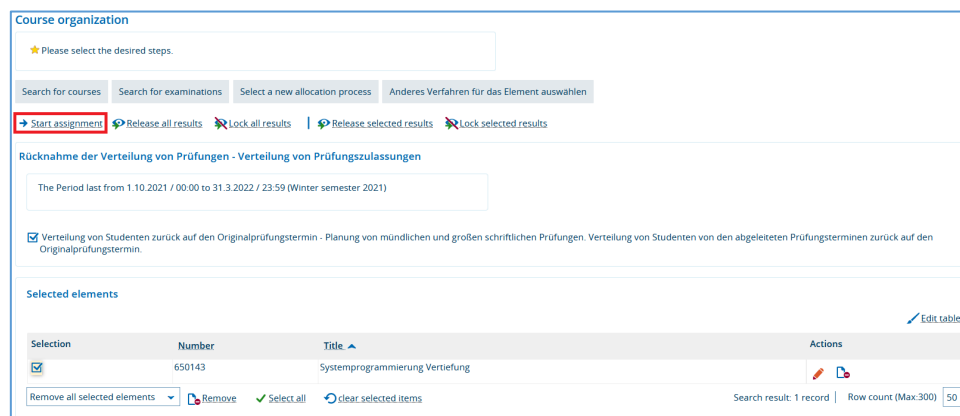 Course organization
Please select the desired steps.
Search for courses Search for examinations Select a new allocation process Anderes Verfahren für das Element auswählen
Start assignment Release all results Lock all results Release selected results Lock selected results
Rücknahme der Verteilung von Prüfungen - Verteilung von Prüfungszulassungen
The Period last from 1.10.2021 / 00:00 to 31.3.2022 / 23:59 (Winter semester 2021)
Verteilung von Studenten zurück auf den Originalprüfungstermin - Planung von mündlichen und großen schriftlichen Prüfungen. Verteilung von Studenten von den abgeleiteten Prüfungsterminen zurück auf den
Originalprüfungstermin.
Selected elements
Edit table
Selection Number Title Actions
650143 Systemprogrammierung Vertiefung
Remove all selected elements Remove Select all clear selected items Search result: 1 record | Row count (Max:300) 50